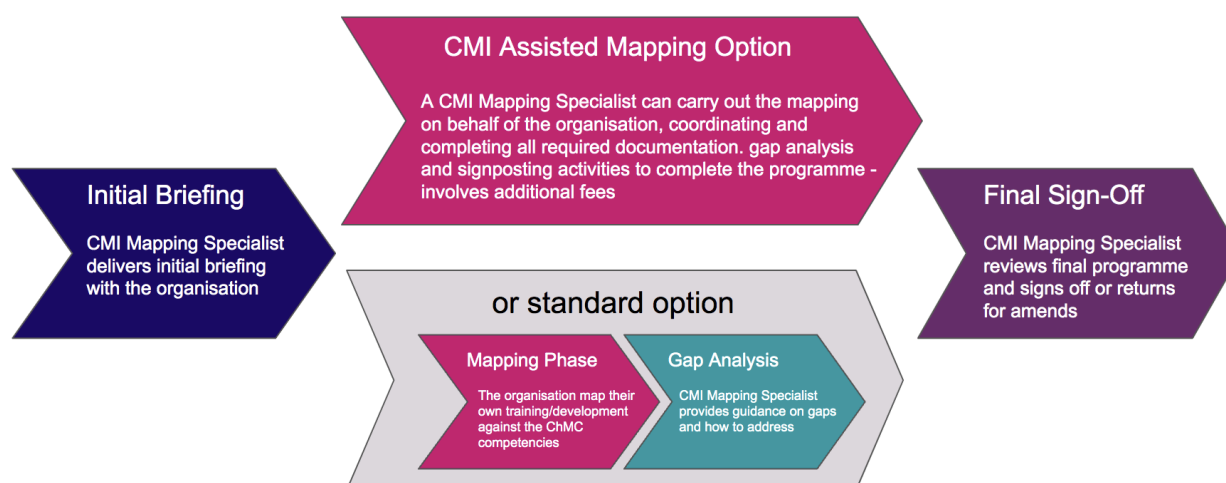 Initial Briefing
CMI Mapping Specialist
delivers initial briefing
with the organisation
CMI Assisted Mapping Option
A CMI Mapping Specialist can carry out the mapping
on behalf of the organisation, coordinating and
completing all required documentation. gap analysis
and signposting activities to complete the programme -
involves additional fees
or standard option
Mapping Phase
The organisation map their
own training/development
against the ChMC
competencies
Gap Analysis
CMI Mapping Specialist
provides guidance on gaps
and how to address
Final Sign-Off
CMI Mapping Specialist
reviews final programme
and signs off or returns
for amends